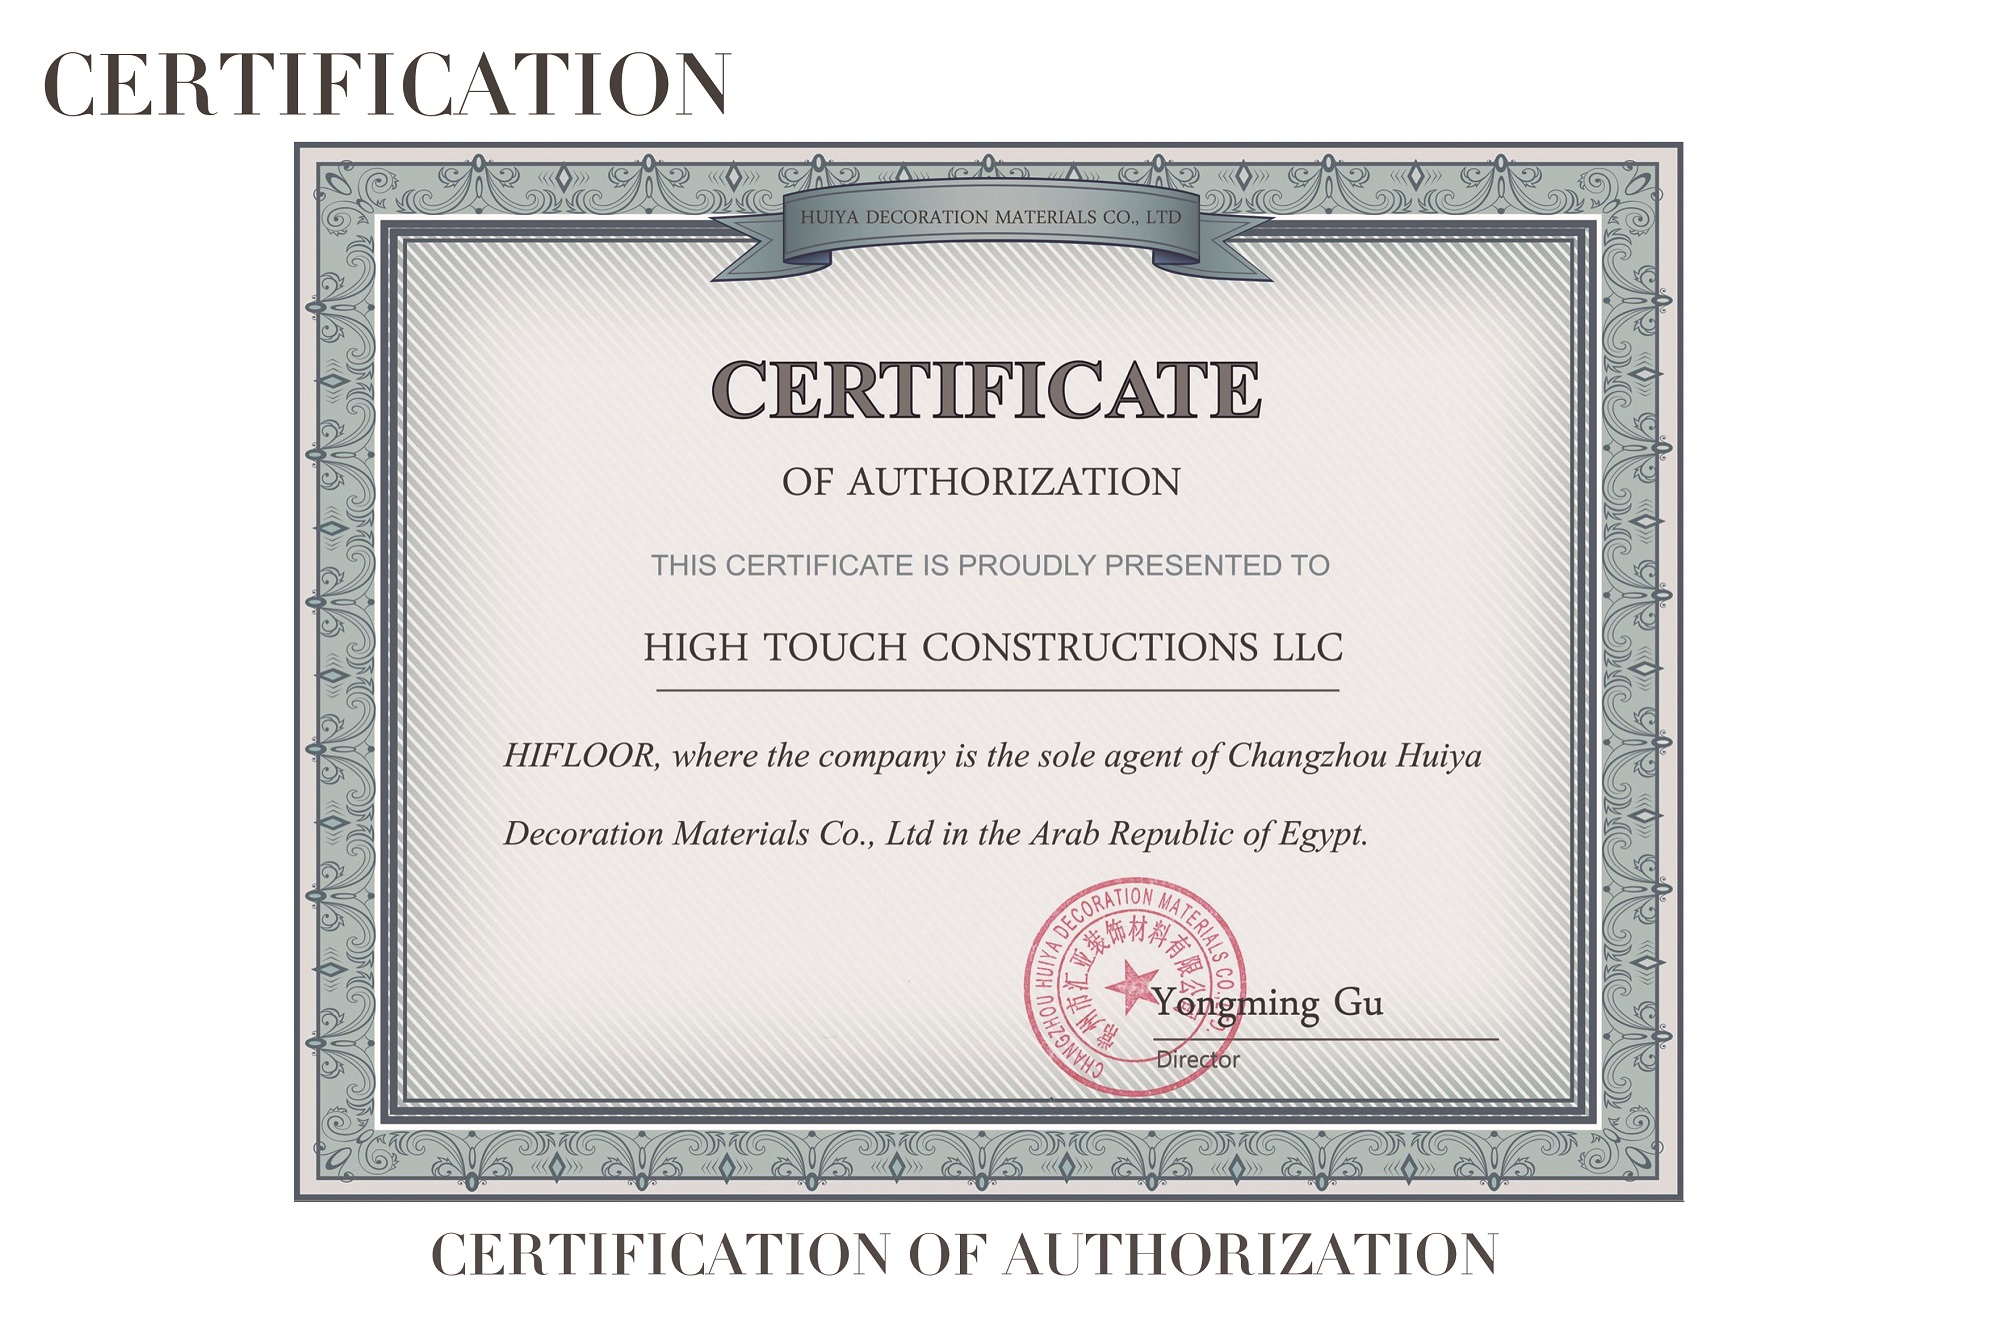 CERTIFICATION
HUIYA DECORATION MATERIALS CO., LTD
CERTIFICATE
OF AUTHORIZATION
THIS CERTIFICATE IS PROUDLY PRESENTED TO
HIGH TOUCH CONSTRUCTIONS LLC
HIFLOOR, where the company is the sole agent of Changzhou Huiya
Decoration Materials Co., Ltd in the Arab Republic of Egypt.
CHANGZHOU HUIYA DECORATION MATERIALS CO.,LTD.
常州市汇亚装饰材料有限公司
Yongming Gu
Director
CERTIFICATION OF AUTHORIZATION